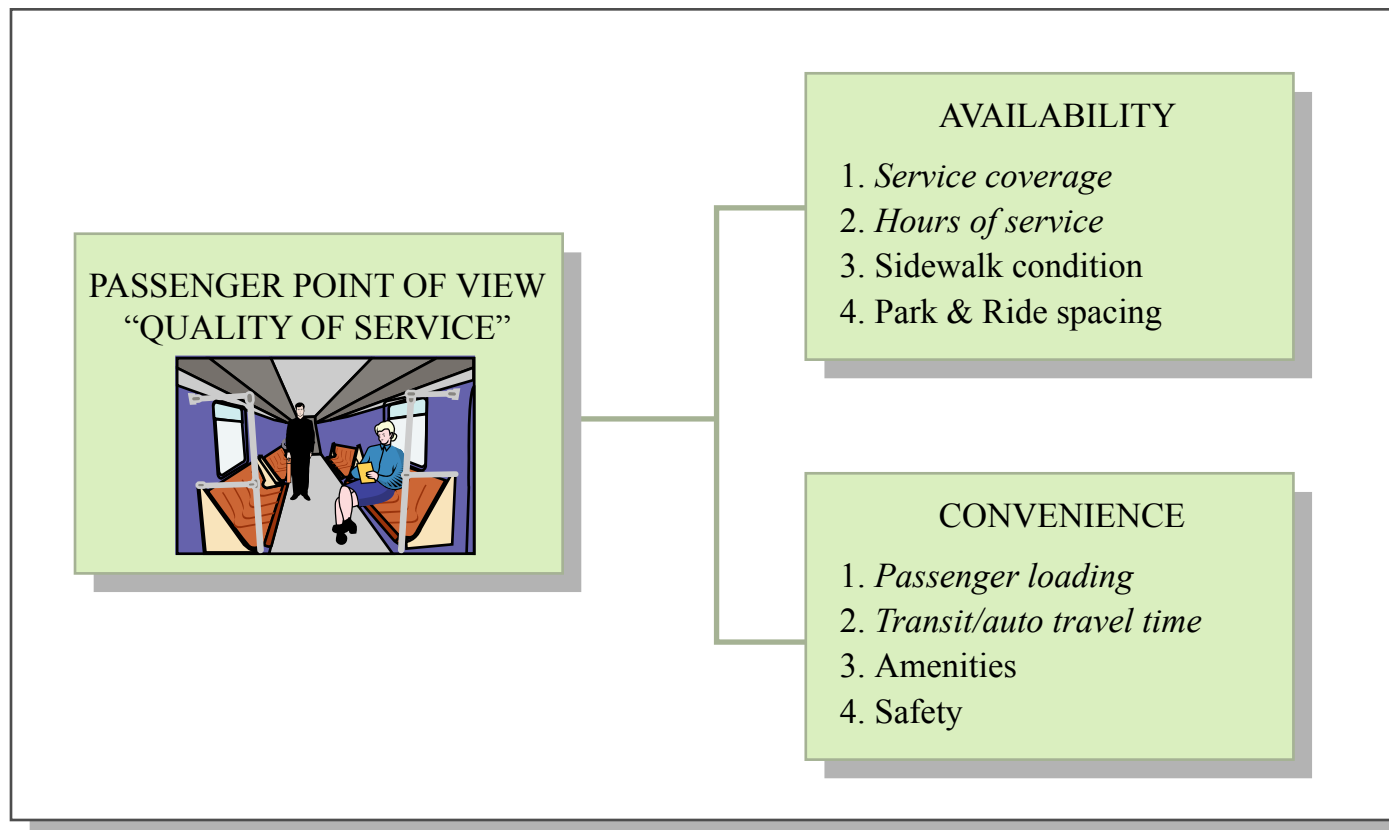 PASSENGER POINT OF VIEW
“QUALITY OF SERVICE”
AVAILABILITY
1. Service coverage
2. Hours of service
3. Sidewalk condition
4. Park & Ride spacing
CONVENIENCE
1. Passenger loading
2. Transit/auto travel time
3. Amenities
4. Safety